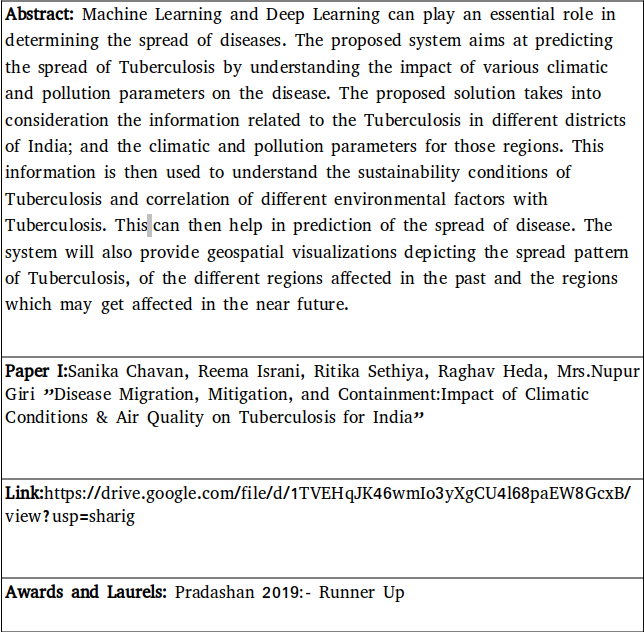 Abstract: Machine Learning and Deep Learning can play an essential role in
determining the spread of diseases. The proposed system aims at predicting
the spread of Tuberculosis by understanding the impact of various climatic
and pollution parameters on the disease. The proposed solution takes into
consideration the information related to the Tuberculosis in different districts
of India; and the climatic and pollution parameters for those regions. This
information is then used to understand the sustainability conditions of
Tuberculosis and correlation of different environmental factors with
Tuberculosis. This can then help in prediction of the spread of disease. The
system will also provide geospatial visualizations depicting the spread pattern
of Tuberculosis, of the different regions affected in the past and the regions
which may get affected in the near future.
Paper I:Sanika Chavan, Reema Israni, Ritika Sethiya, Raghav Heda, Mrs.Nupur
Giri ”Disease Migration, Mitigation, and Containment:Impact of Climatic
Conditions & Air Quality on Tuberculosis for India”
Link:https://drive.google.com/file/d/1TVEHqJK46wmIo3yXgCU4l68paEW8GcxB/
view?usp=sharig
Awards and Laurels: Pradashan 2019:- Runner Up